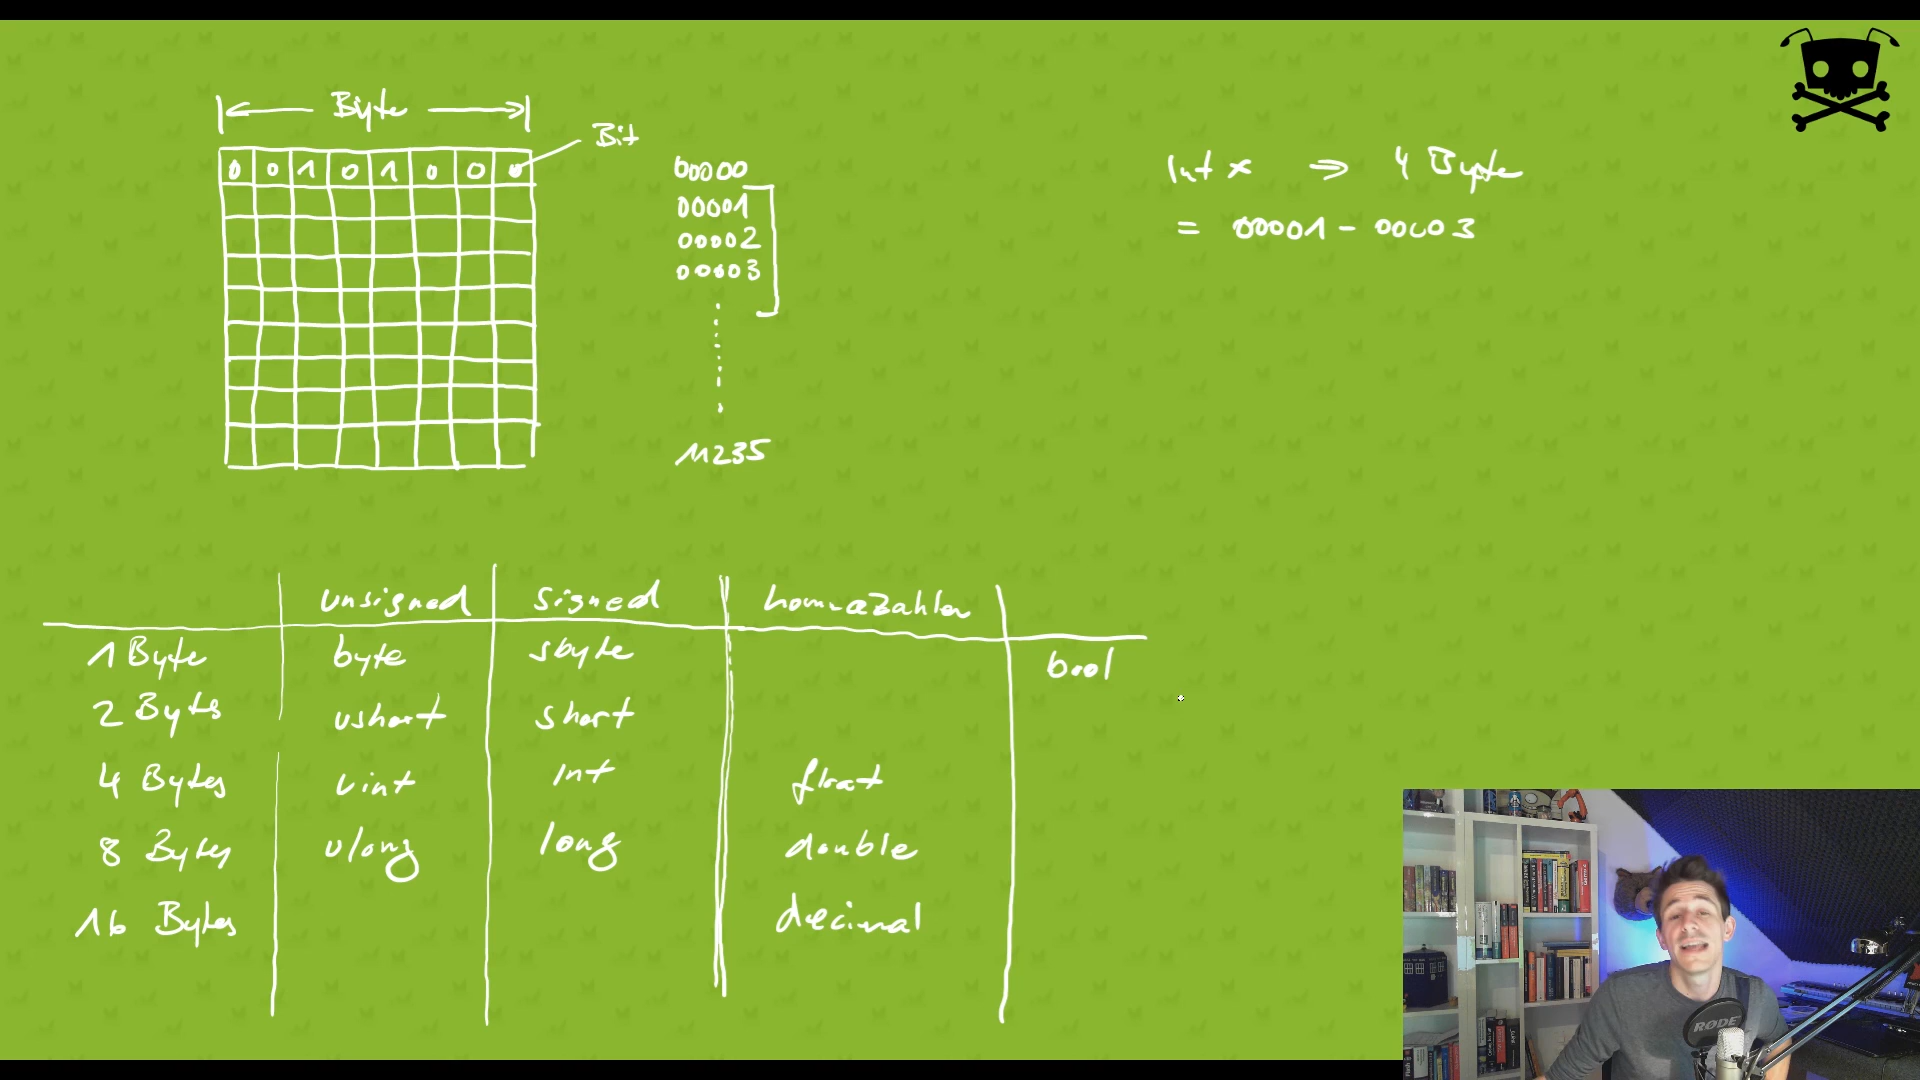 Byte
Bit
0 0 1 0 1 0 0 0
00000
00001
00002
00003
11235
Int x ⇒ 4 Byte
= 00001 - 00003
unsigned signed kommazahlen
1 Byte byte sbyte bool
2 Bytes ushort short
4 Bytes uint Int float
8 Bytes ulong long double
16 Bytes decimal
RØDE